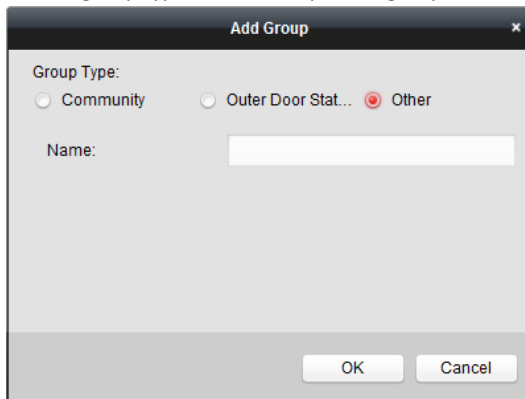 Add Group ×
Group Type:
Community Outer Door Stat... Other
Name:
OK Cancel